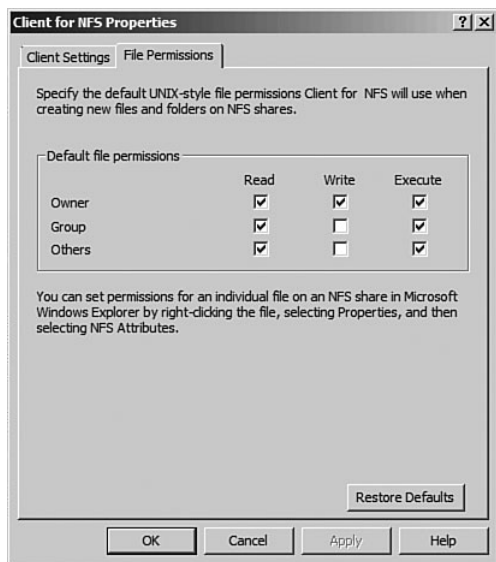 Client for NFS Properties
Client Settings File Permissions
Specify the default UNIX-style file permissions Client for NFS will use when
creating new files and folders on NFS shares.
Default file permissions
Read Write Execute
Owner
Group
Others
You can set permissions for an individual file on an NFS share in Microsoft
Windows Explorer by right-clicking the file, selecting Properties, and then
selecting NFS Attributes.
Restore Defaults
OK Cancel Apply Help